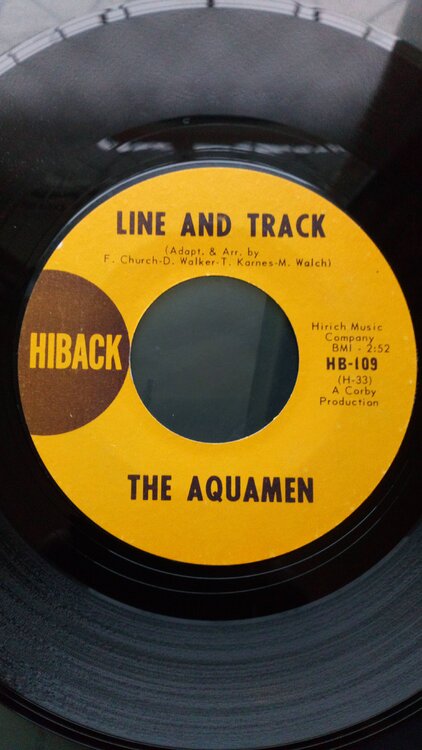 LINE AND TRACK
(Adapt. & Arr. by
F. Church-D. Walker-T. Karnes-M. Walch)
HIBACK
Hirich Music
Company
BMI - 2:52
HB-109
(H-33)
A Corby
Production
THE AQUAMEN